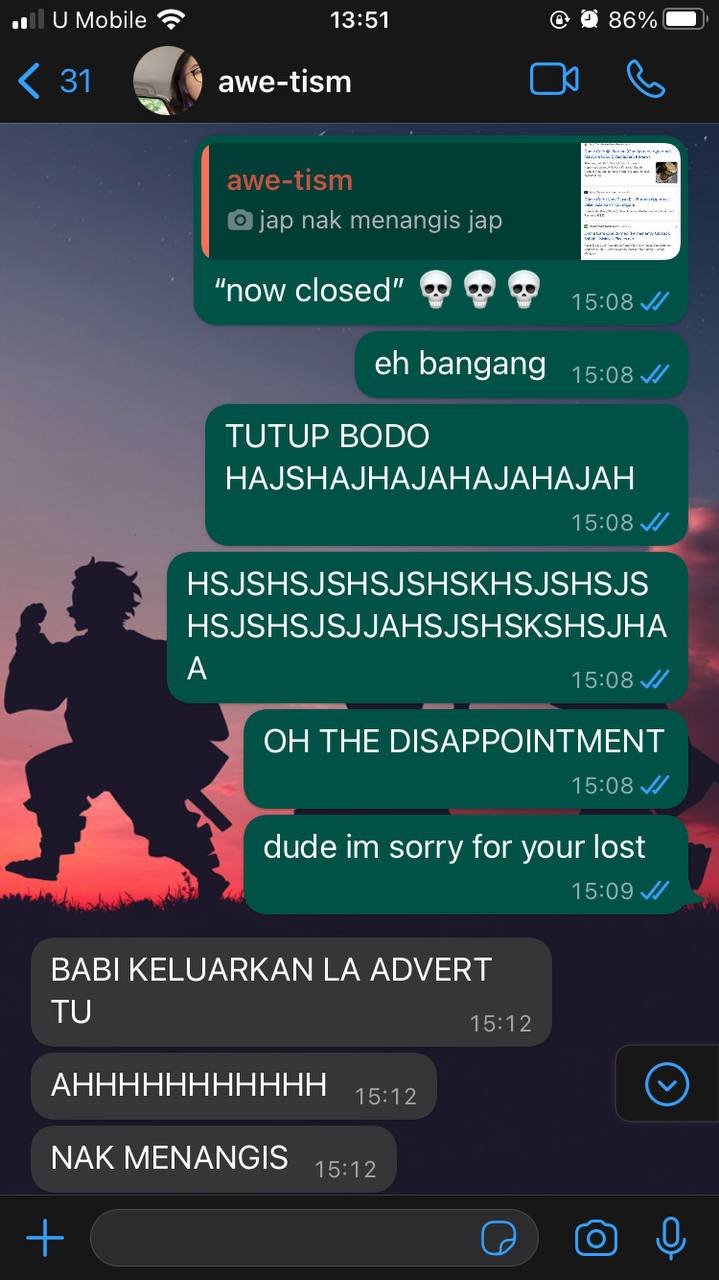 U Mobile 13:51 86%
31 awe-tism
awe-tism
jap nak menangis jap
“now closed” 💀💀💀 15:08
eh bangang 15:08
TUTUP BODO
HAJSHAJHAJAHAJAHAJAH
15:08
HSJSHSJSHSJSHSKHSJSHSJS
HSJSHSJSJJAHSJSHSKSHSJHA
A 15:08
OH THE DISAPPOINTMENT
15:08
dude im sorry for your lost
15:09
BABI KELUARKAN LA ADVERT
TU 15:12
AHHHHHHHHHHH 15:12
NAK MENANGIS 15:12